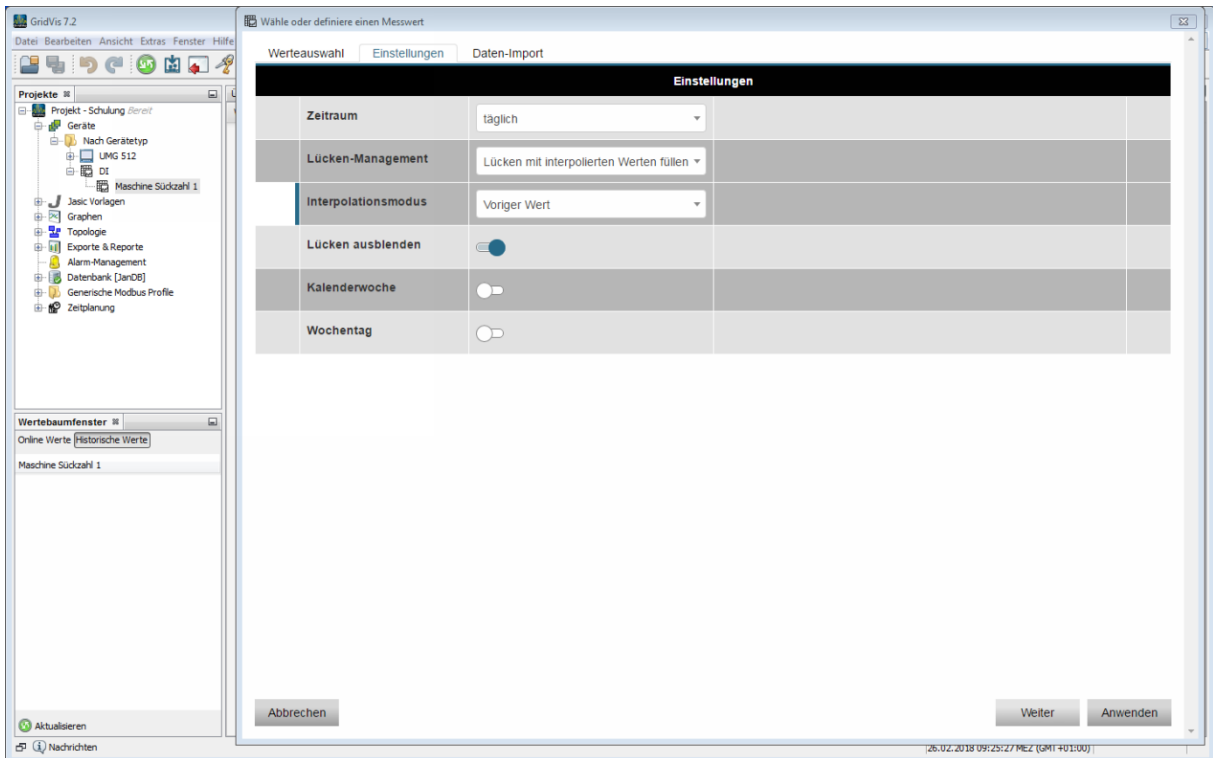 GridVis 7.2
Wähle oder definiere einen Messwert
Datei Bearbeiten Ansicht Extras Fenster Hilfe
Werteauswahl Einstellungen Daten-Import
Einstellungen
Projekte
Projekt - Schulung Bereit
Geräte
Nach Gerätetyp
UMG 512
DI
Maschine Sückzahl 1
Jasic Vorlagen
Graphen
Topologie
Exporte & Reporte
Alarm-Management
Datenbank [JanDB]
Generische Modbus Profile
Zeitplanung
Zeitraum täglich
Lücken-Management Lücken mit interpolierten Werten füllen
Interpolationsmodus Voriger Wert
Lücken ausblenden
Kalenderwoche
Wochentag
Wertebaumfenster
Online Werte Historische Werte
Maschine Sückzahl 1
Aktualisieren
Nachrichten
Abbrechen Weiter Anwenden
26.02.2018 09:25:27 MEZ (GMT+01:00)